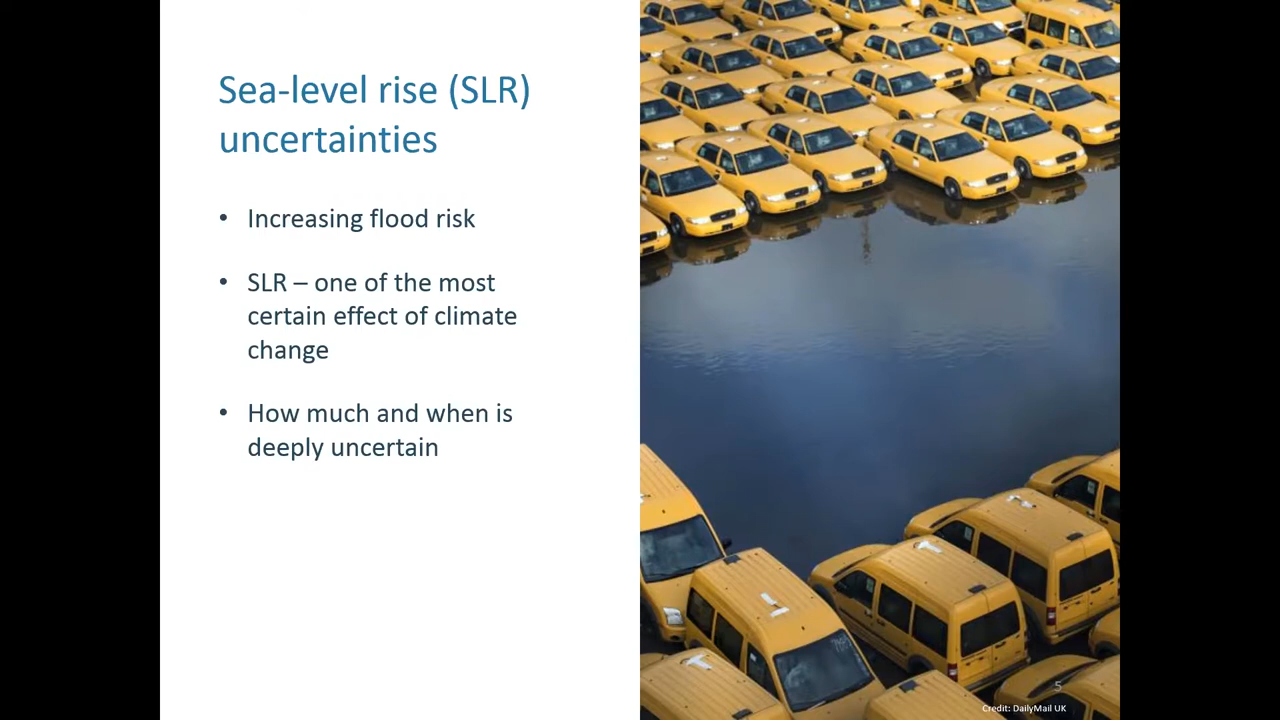 Sea-level rise (SLR)
uncertainties
• Increasing flood risk
• SLR – one of the most
certain effect of climate
change
• How much and when is
deeply uncertain
5
Credit: DailyMail UK